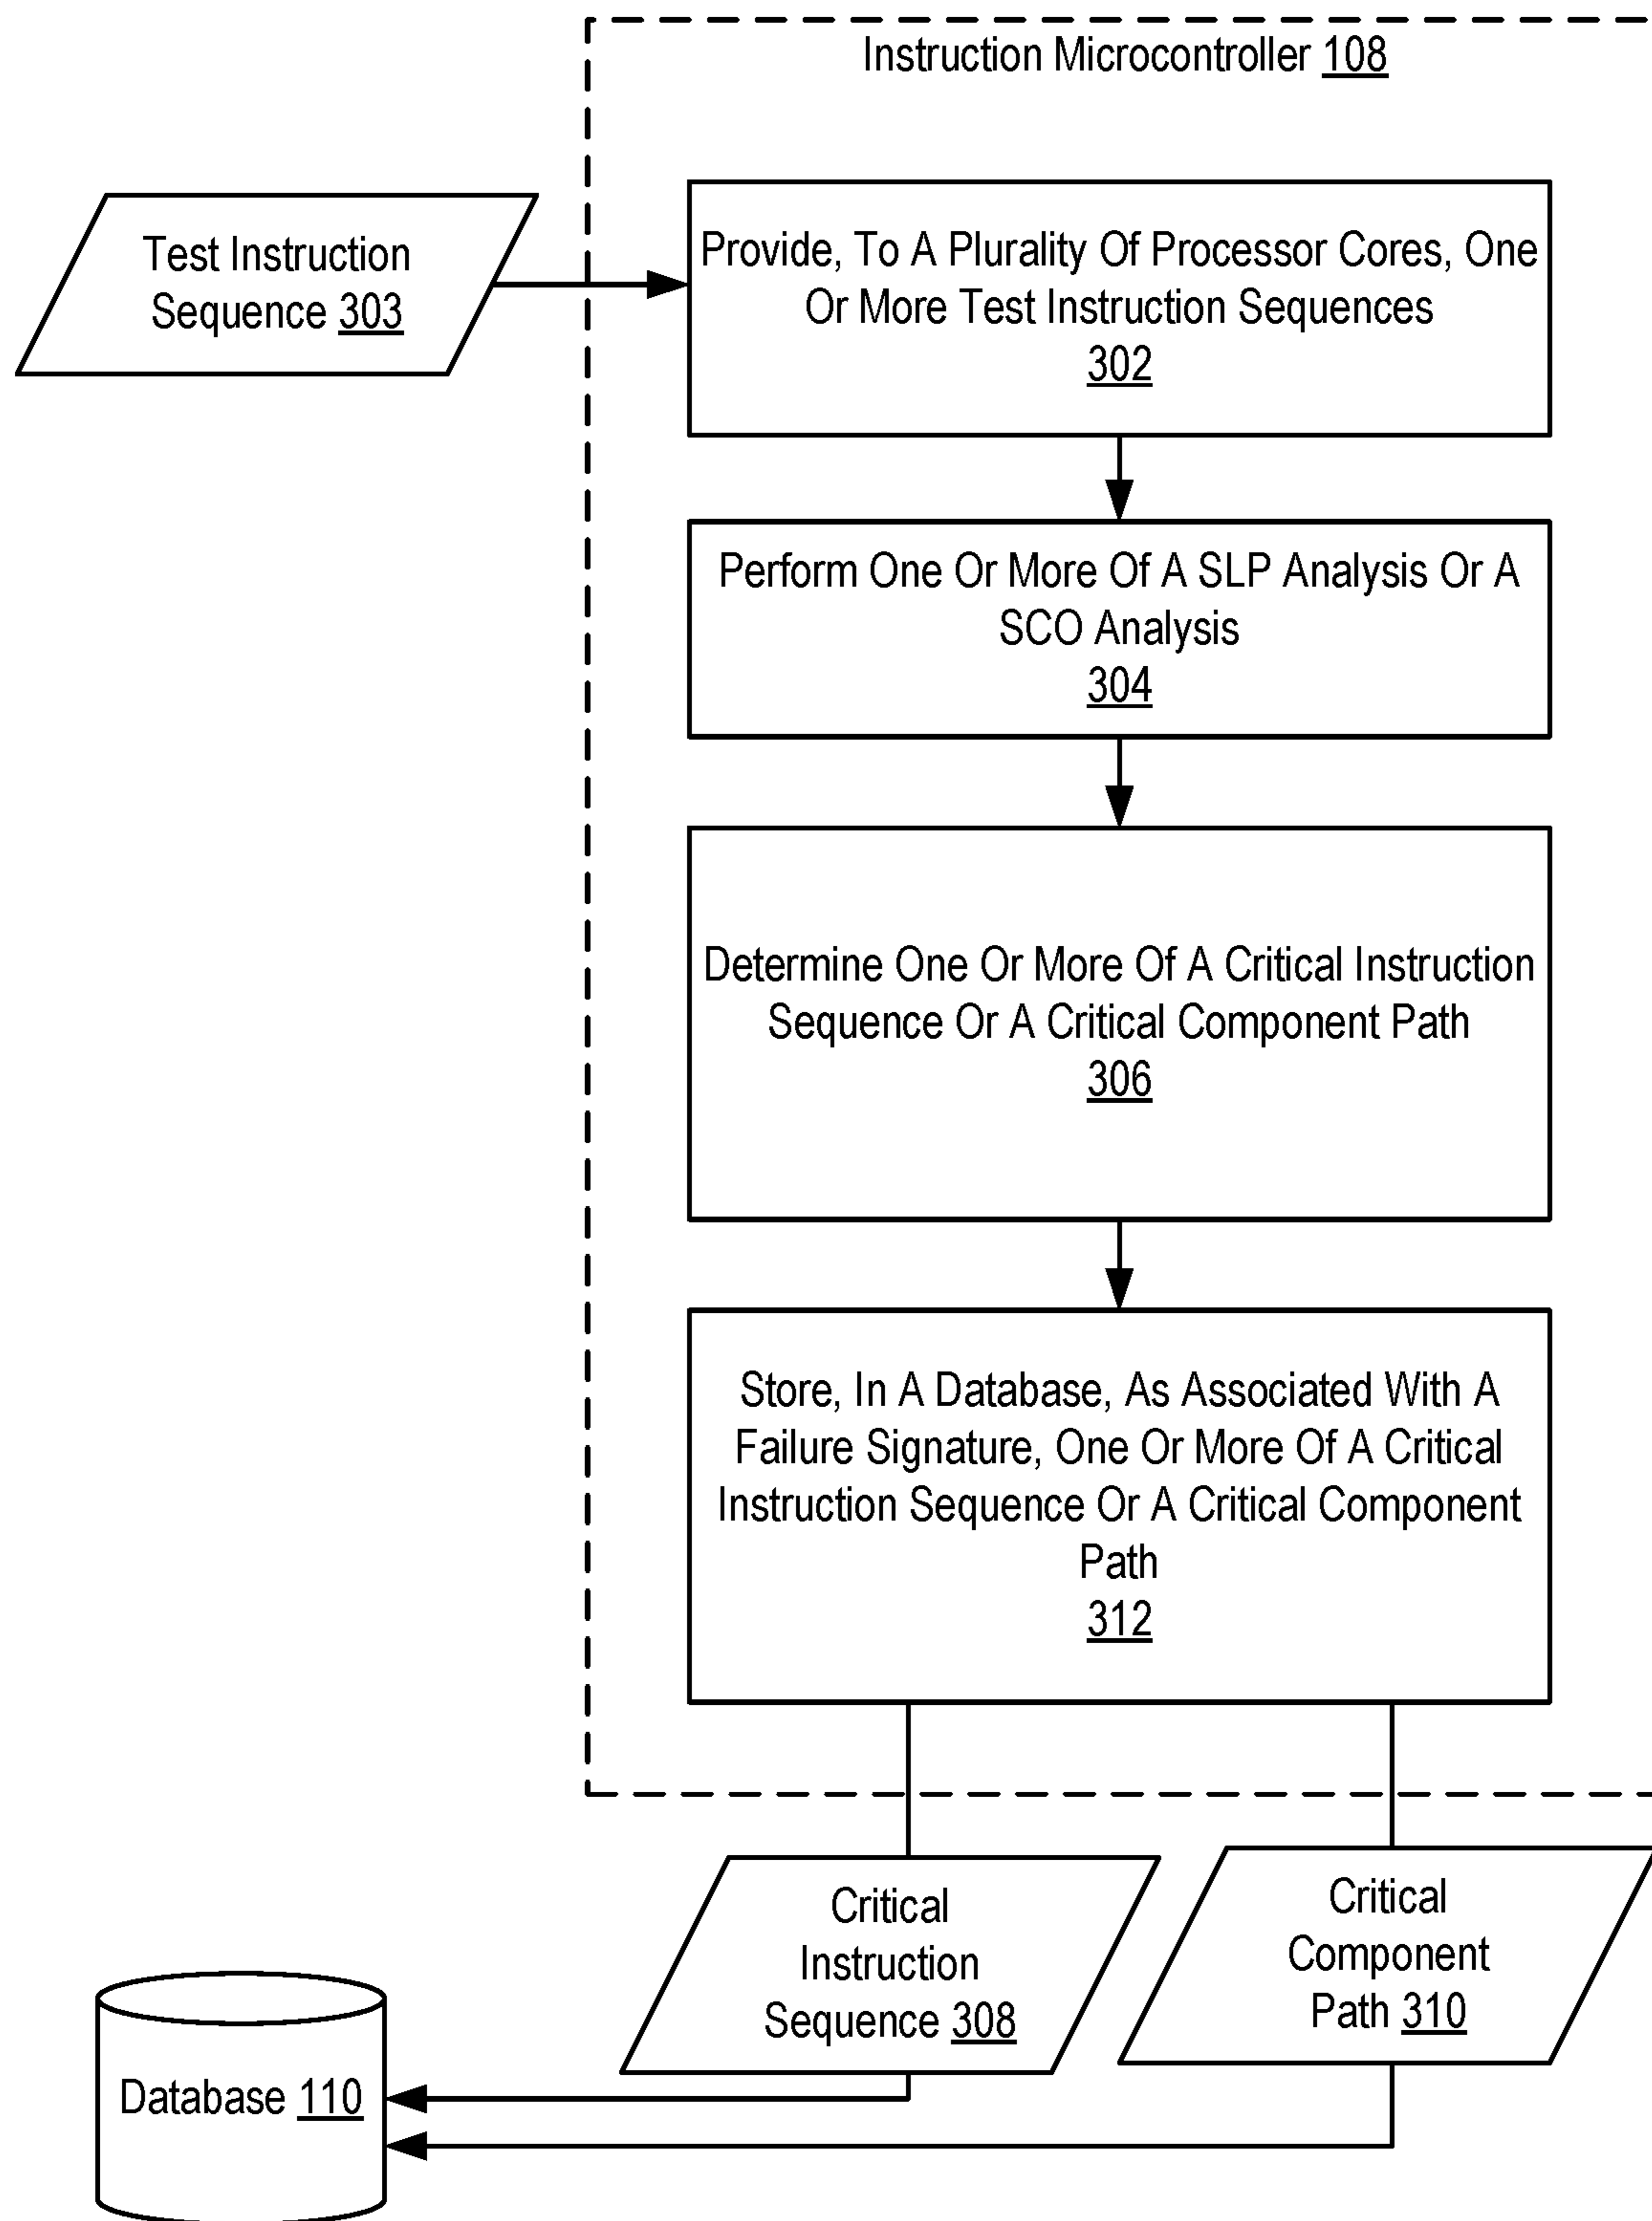 Instruction Microcontroller 108
Test Instruction
Sequence 303
Provide, To A Plurality Of Processor Cores, One
Or More Test Instruction Sequences
302
Perform One Or More Of A SLP Analysis Or A
SCO Analysis
304
Determine One Or More Of A Critical Instruction
Sequence Or A Critical Component Path
306
Store, In A Database, As Associated With A
Failure Signature, One Or More Of A Critical
Instruction Sequence Or A Critical Component
Path
312
Critical
Instruction
Sequence 308
Critical
Component
Path 310
Database 110